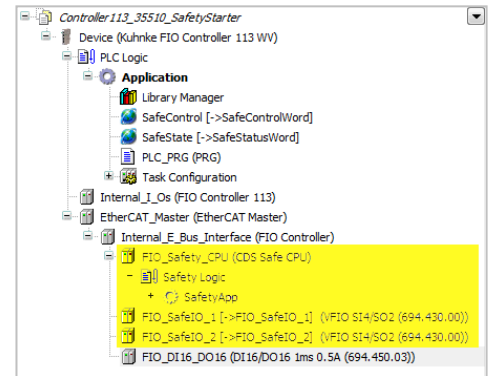 Controller113_35510_SafetyStarter
Device (Kuhnke FIO Controller 113 WV)
PLC Logic
Application
Library Manager
SafeControl [->SafeControlWord]
SafeState [->SafeStatusWord]
PLC_PRG (PRG)
Task Configuration
Internal_I_Os (FIO Controller 113)
EtherCAT_Master (EtherCAT Master)
Internal_E_Bus_Interface (FIO Controller)
FIO_Safety_CPU (CDS Safe CPU)
Safety Logic
SafetyApp
FIO_SafeIO_1 [->FIO_SafeIO_1] (VFIO SI4/SO2 (694.430.00))
FIO_SafeIO_2 [->FIO_SafeIO_2] (VFIO SI4/SO2 (694.430.00))
FIO_DI16_DO16 (DI16/DO16 1ms 0.5A (694.450.03))